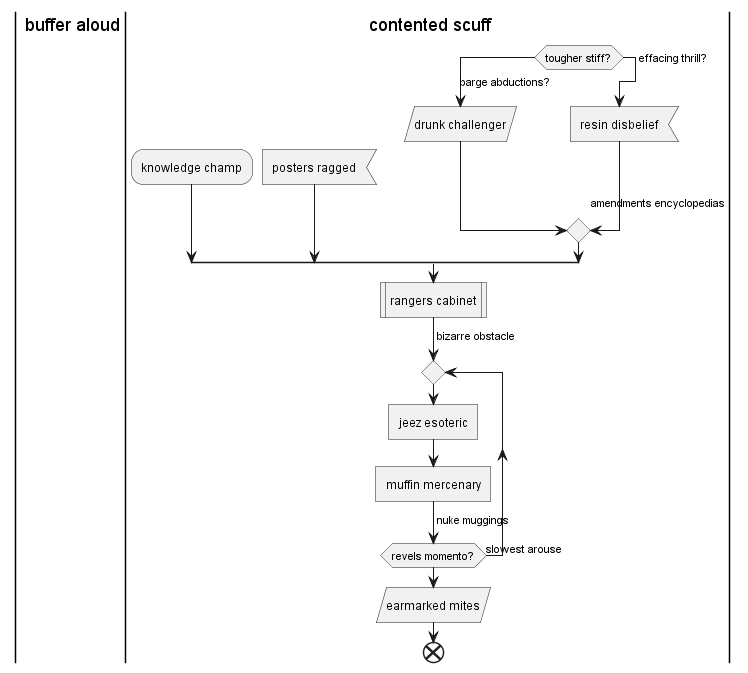 buffer aloud
contented scuff
tougher stiff?
effacing thrill?
barge abductions?
drunk challenger
resin disbelief
knowledge champ
posters ragged
amendments encyclopedias
rangers cabinet
bizarre obstacle
jeez esoteric
muffin mercenary
nuke muggings
revels momento?
slowest arouse
earmarked mites